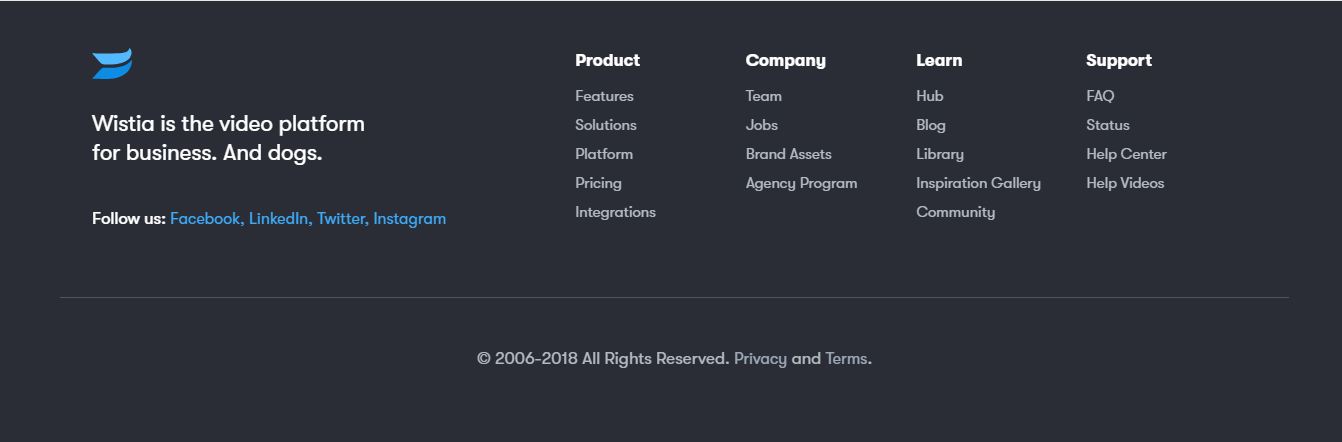 Wistia is the video platform
for business. And dogs.
Follow us: Facebook, LinkedIn, Twitter, Instagram
Product
Features
Solutions
Platform
Pricing
Integrations
Company
Team
Jobs
Brand Assets
Agency Program
Learn
Hub
Blog
Library
Inspiration Gallery
Community
Support
FAQ
Status
Help Center
Help Videos
© 2006-2018 All Rights Reserved. Privacy and Terms.